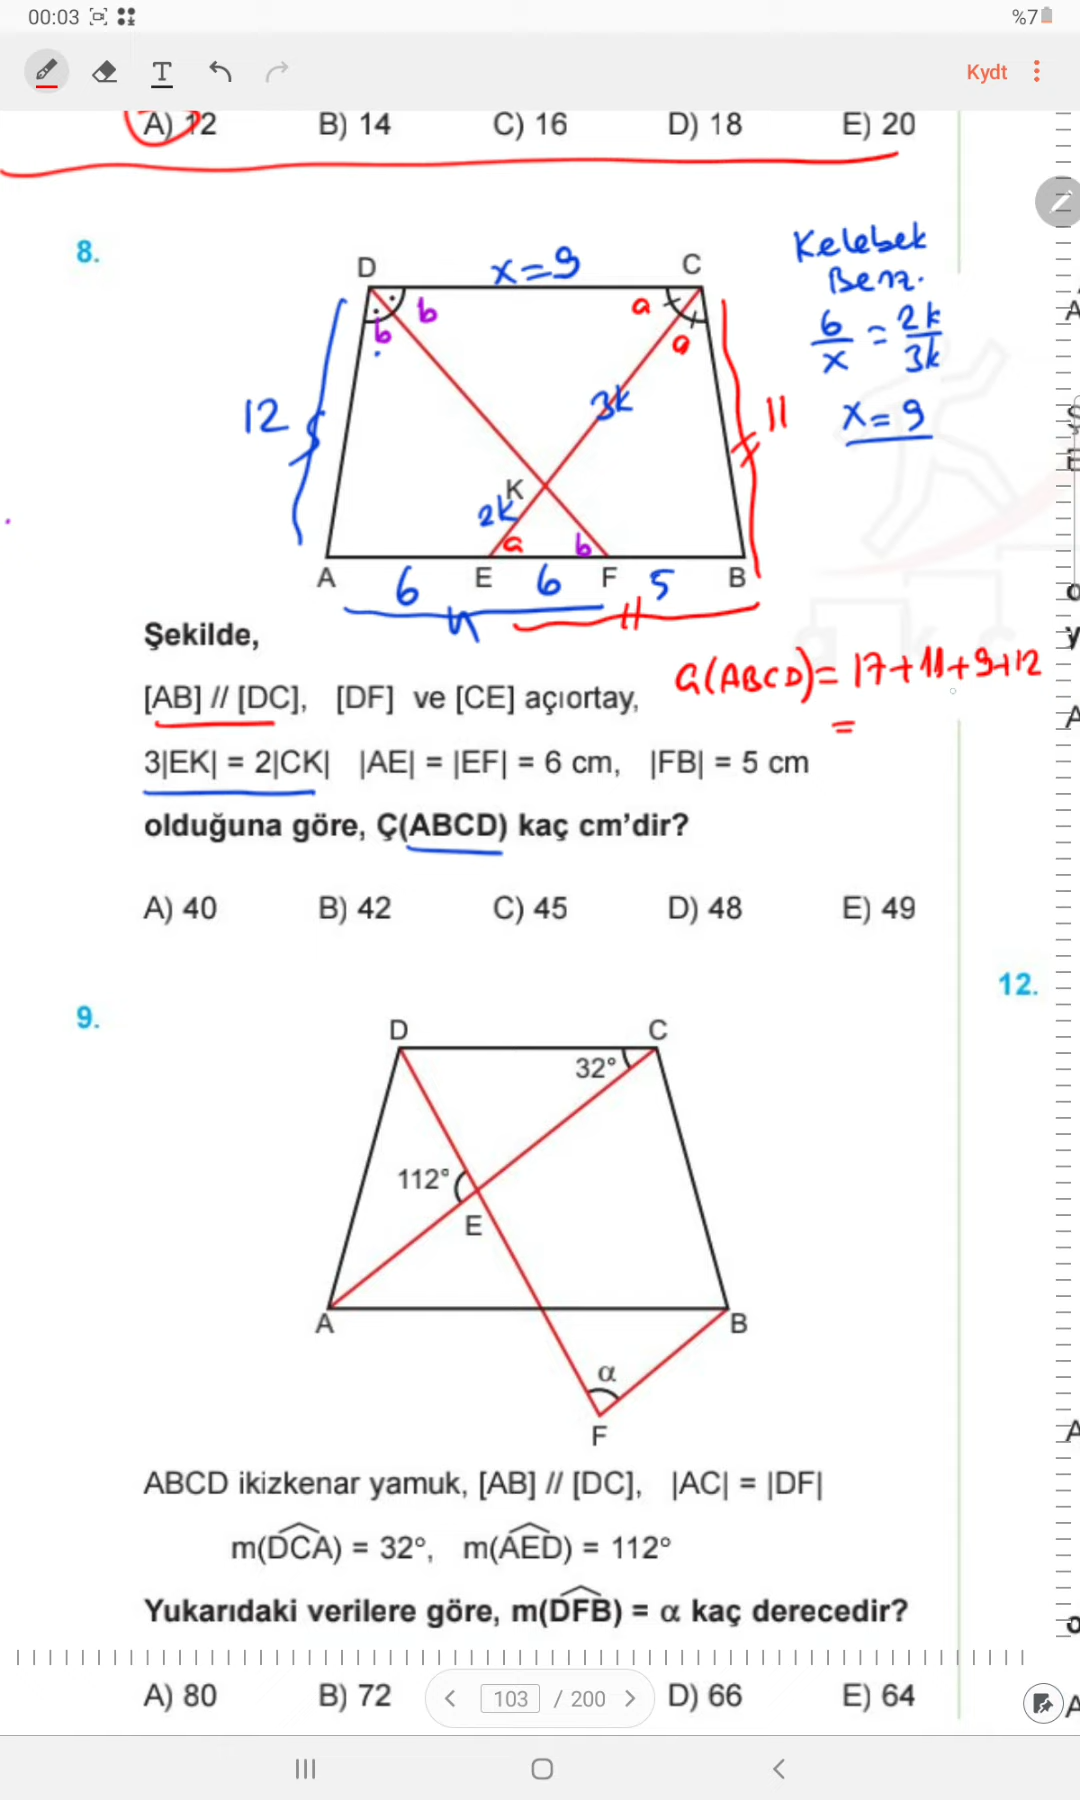 00:03 %7
T Kydt
A) 12 B) 14 C) 16 D) 18 E) 20
8.
D x=9 C
b a
b a
12 3k 11
K
2k
a b
A E F B
6 6 5
11
Kelebek
Benz.
6/x = 2k/3k
x=9
Şekilde,
Ç(ABCD)= 17+11+9+12
=
[AB] // [DC], [DF] ve [CE] açıortay,
3|EK| = 2|CK| |AE| = |EF| = 6 cm, |FB| = 5 cm
olduğuna göre, Ç(ABCD) kaç cm’dir?
A) 40 B) 42 C) 45 D) 48 E) 49
9.
12.
D C
32°
112°
E
A B
α
F
ABCD ikizkenar yamuk, [AB] // [DC], |AC| = |DF|
m(DCA) = 32°, m(AED) = 112°
Yukarıdaki verilere göre, m(DFB) = α kaç derecedir?
A) 80 B) 72 103 / 200 D) 66 E) 64